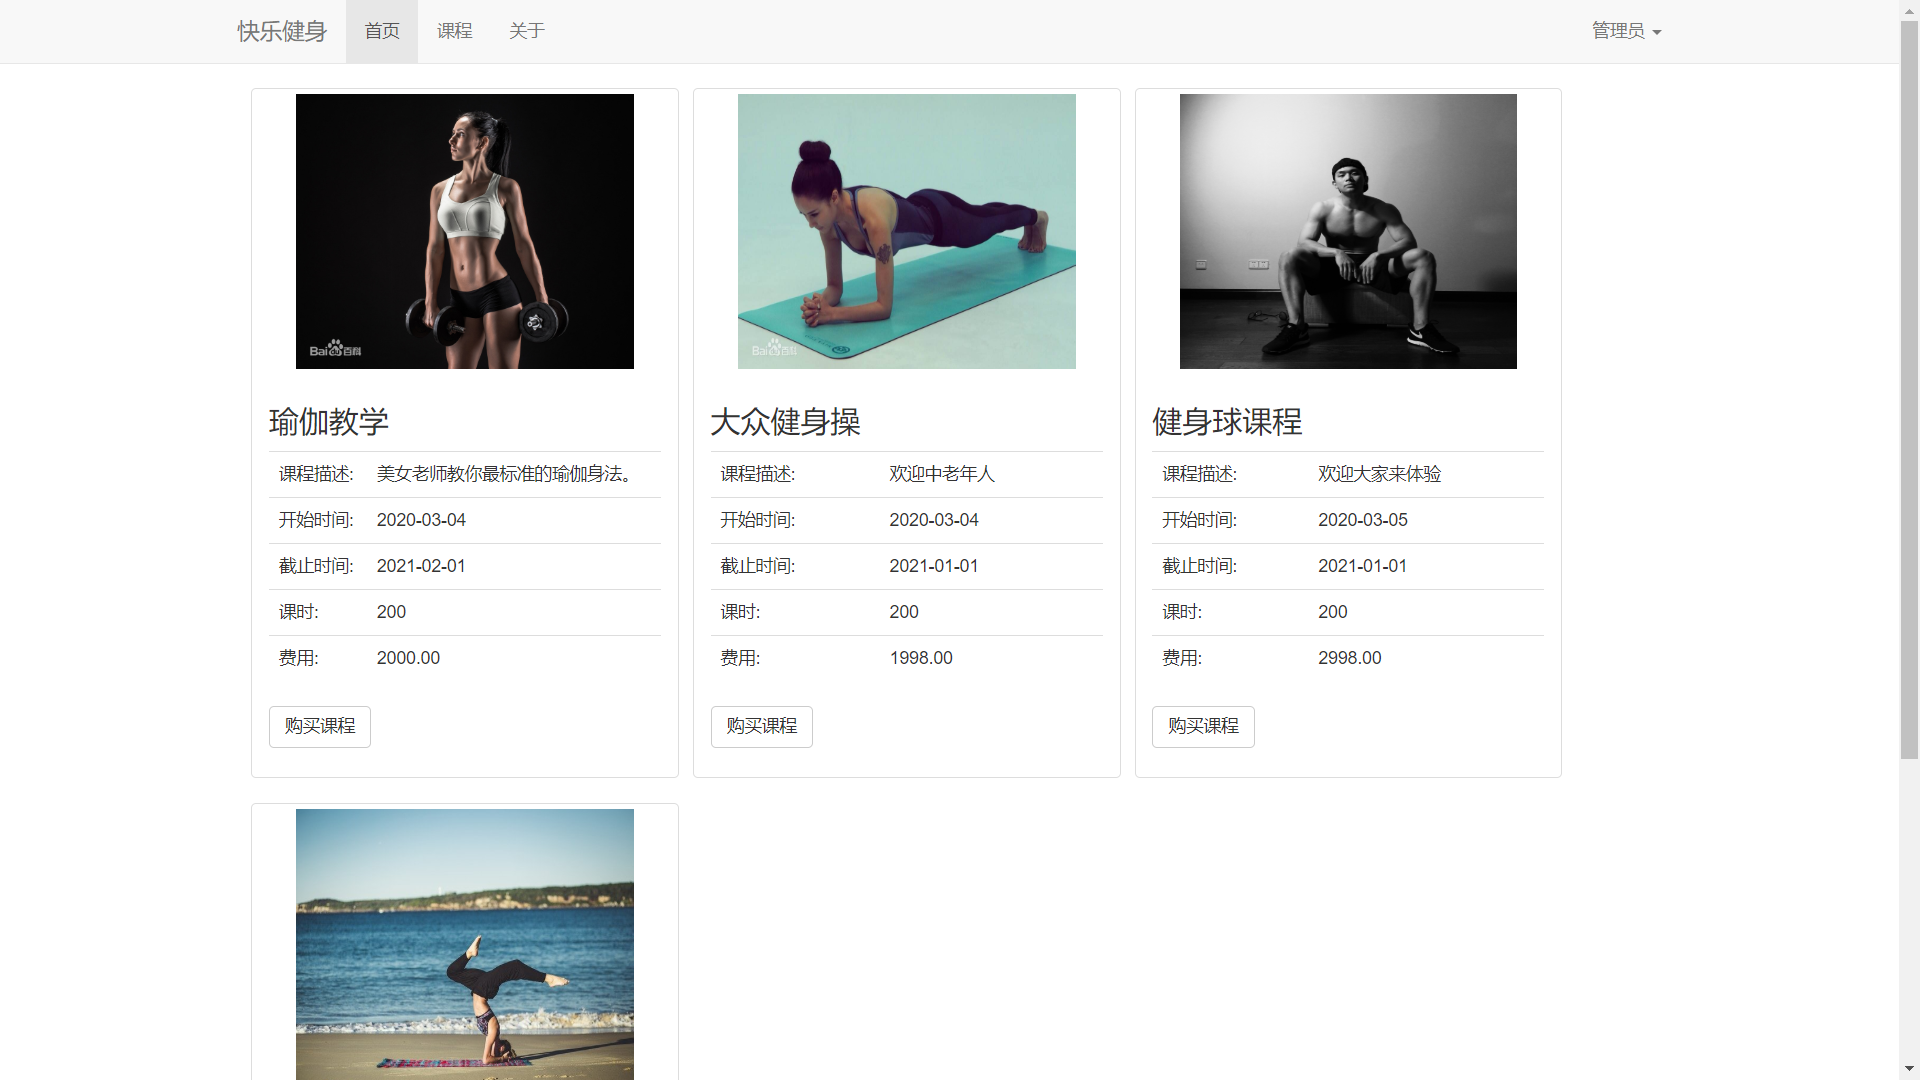 快乐健身 首页 课程 关于 管理员
Bai百科
Bai百科
瑜伽教学
课程描述: 美女老师教你最标准的瑜伽身法。
开始时间: 2020-03-04
截止时间: 2021-02-01
课时: 200
费用: 2000.00
购买课程
大众健身操
课程描述: 欢迎中老年人
开始时间: 2020-03-04
截止时间: 2021-01-01
课时: 200
费用: 1998.00
购买课程
健身球课程
课程描述: 欢迎大家来体验
开始时间: 2020-03-05
截止时间: 2021-01-01
课时: 200
费用: 2998.00
购买课程